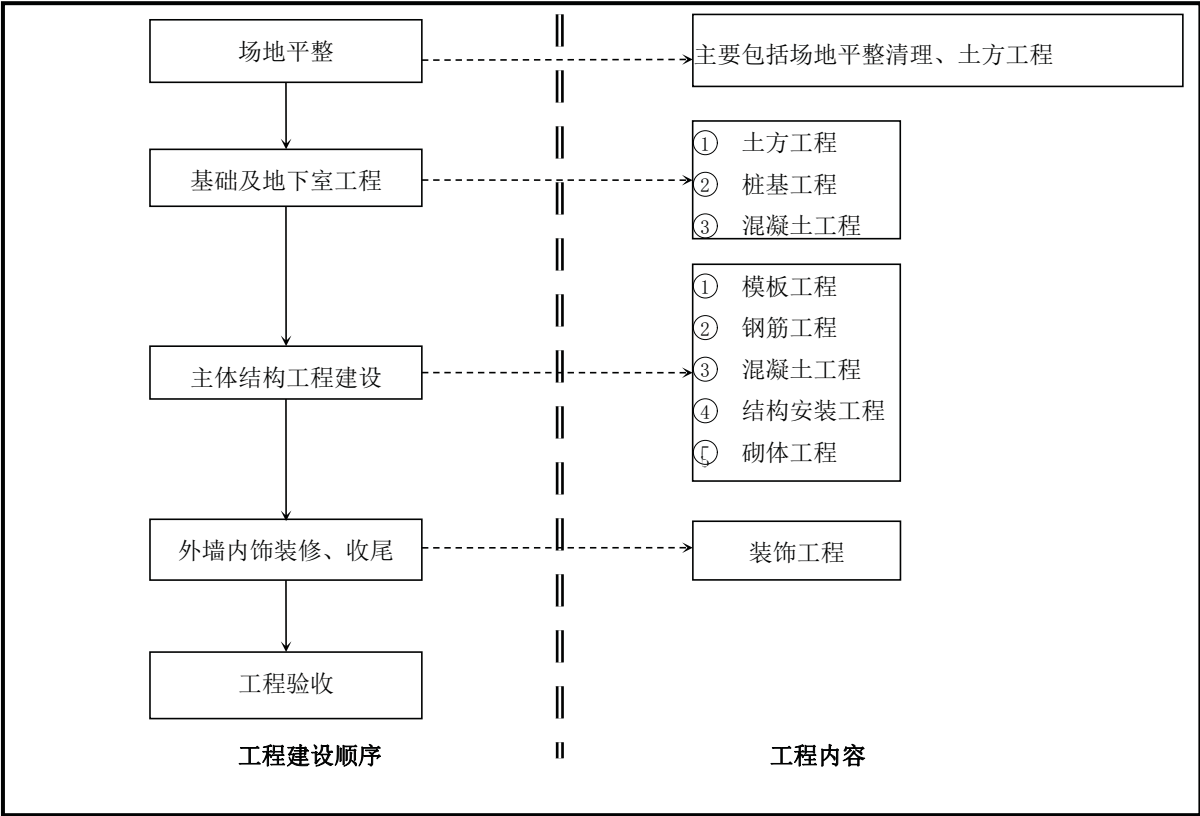 场地平整
主要包括场地平整清理、土方工程
基础及地下室工程
① 土方工程
② 桩基工程
③ 混凝土工程
主体结构工程建设
① 模板工程
② 钢筋工程
③ 混凝土工程
④ 结构安装工程
⑤ 砌体工程
外墙内饰装修、收尾
装饰工程
工程验收
工程建设顺序
工程内容